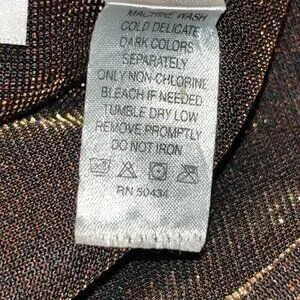 MACHINE WASH
COLD DELICATE
DARK COLORS
SEPARATELY
ONLY NON-CHLORINE
BLEACH IF NEEDED
TUMBLE DRY LOW
REMOVE PROMPTLY
DO NOT IRON.
RN 50434